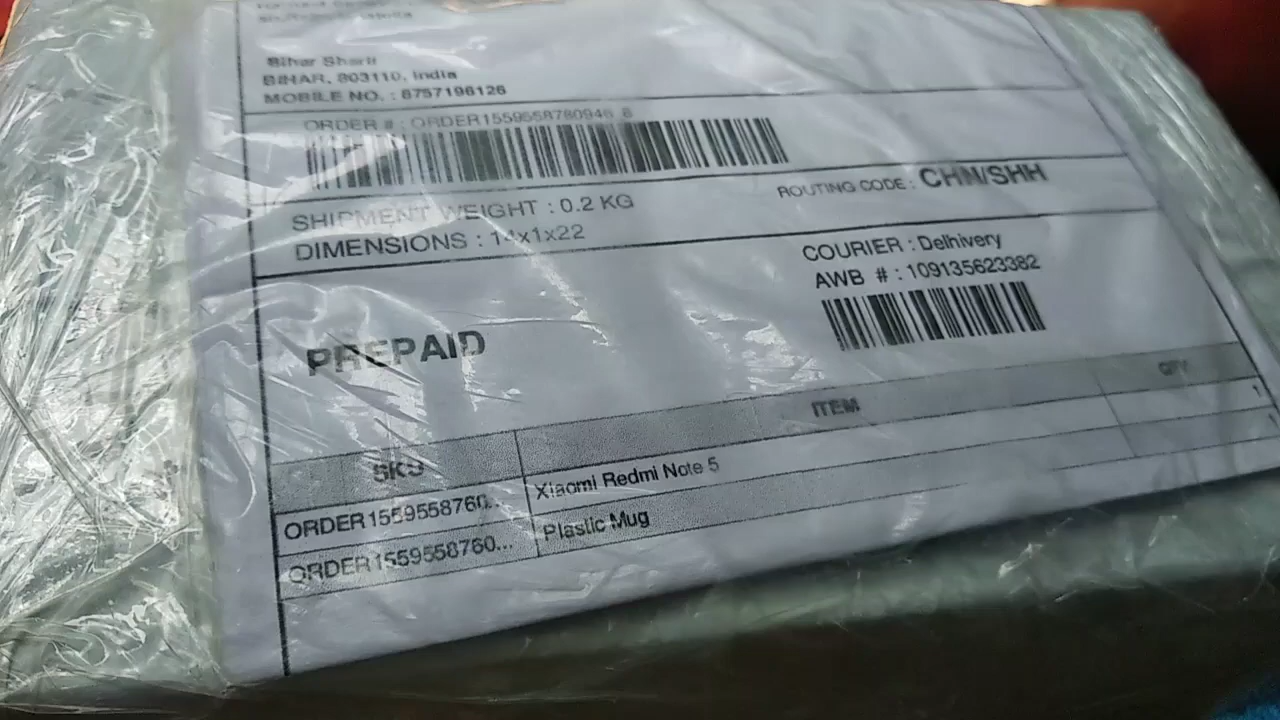 Bihar Sharif
BIHAR, 803110, India
MOBILE NO. : 8757196126
ORDER # : ORDER1559558780946_8
SHIPMENT WEIGHT : 0.2 KG
ROUTING CODE : CHN/SHH
DIMENSIONS : 14x1x22
COURIER : Delhivery
AWB # : 109135623382
PREPAID
SKU ITEM QTY
ORDER1559558760... Xiaomi Redmi Note 5 1
ORDER1559558760... Plastic Mug 1